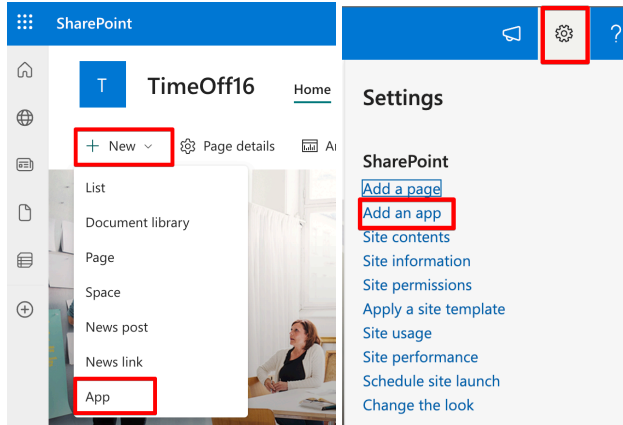 SharePoint
T
TimeOff16
Home
New
Page details
List
Document library
Page
Space
News post
News link
App
?
Settings
SharePoint
Add a page
Add an app
Site contents
Site information
Site permissions
Apply a site template
Site usage
Site performance
Schedule site launch
Change the look